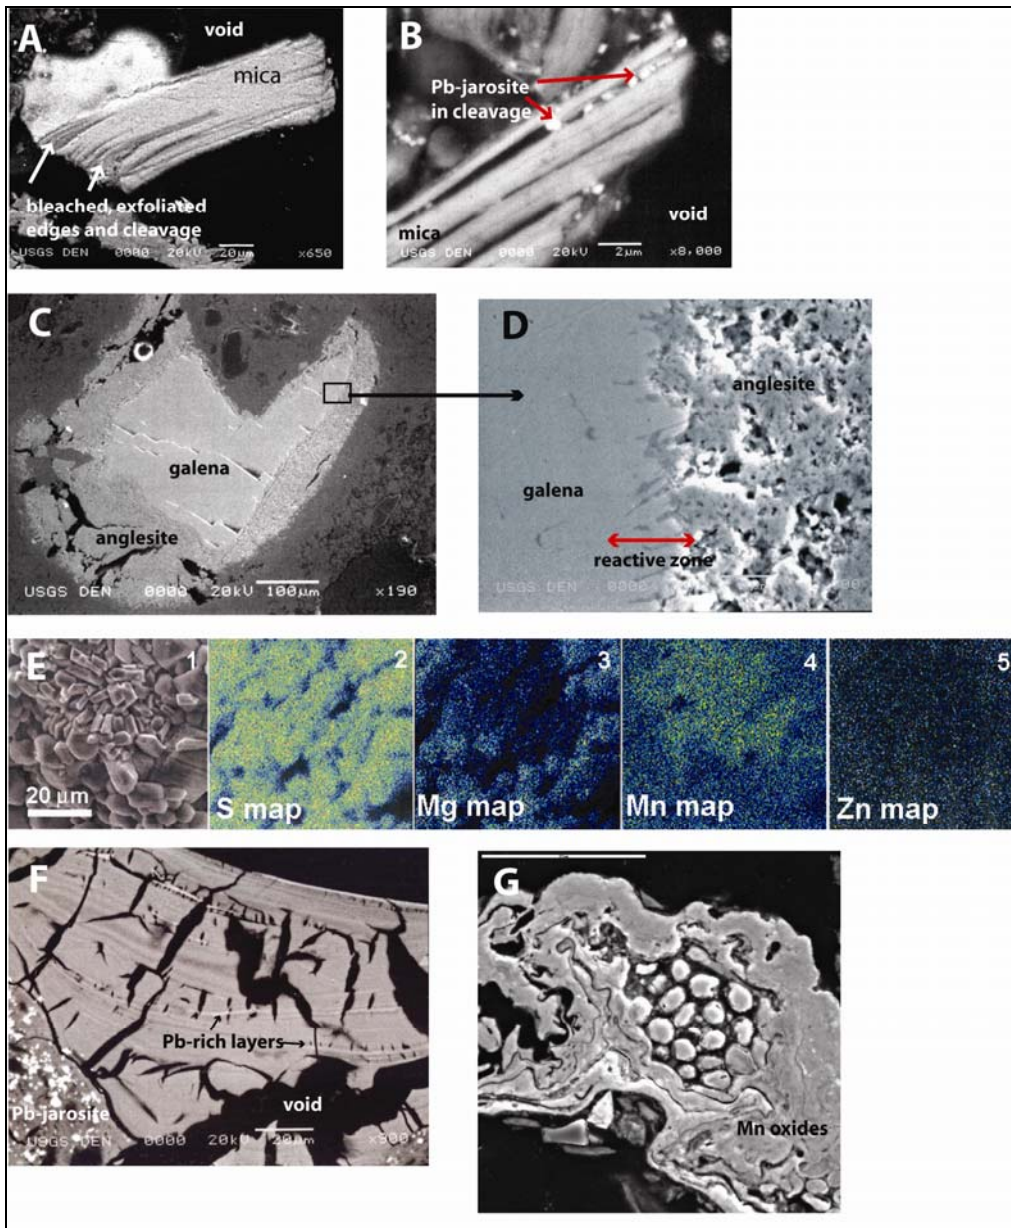 A
void
mica
bleached, exfoliated
edges and cleavage
USGS DEN 0000 20kV 20µm x650
B
Pb-jarosite
in cleavage
void
mica
USGS DEN 0000 20kV 2µm x8,000
C
galena
anglesite
USGS DEN 0000 20kV 100µm x190
D
anglesite
galena
reactive zone
E
1
20 µm
2
S map
3
Mg map
4
Mn map
5
Zn map
F
Pb-rich layers
Pb-jarosite
void
USGS DEN 0000 20kV 20µm x900
G
Mn oxides